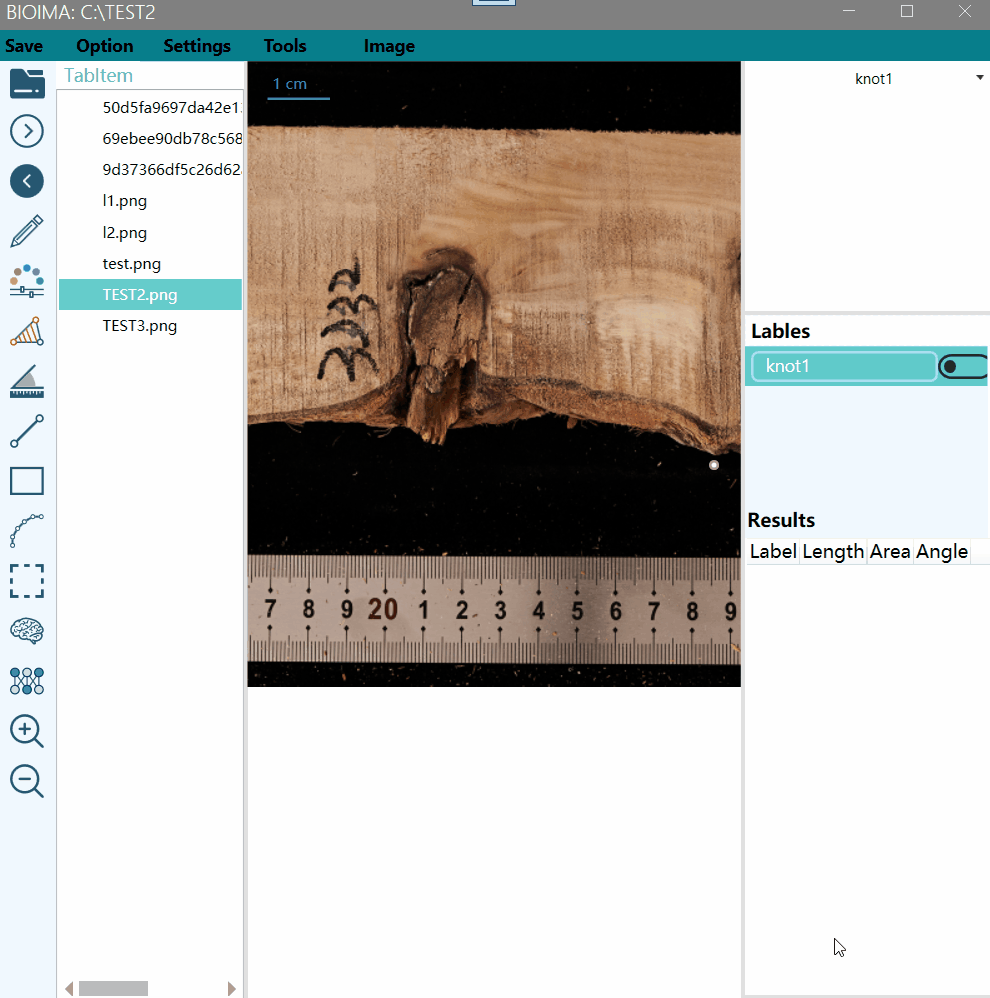 BIOIMA: C:\TEST2
Save Option Settings Tools Image
TabItem
50d5fa9697da42e1
69ebee90db78c568
9d37366df5c26d62
l1.png
l2.png
test.png
TEST2.png
TEST3.png
1 cm
7 8 9 20 1 2 3 4 5 6 7 8 9
knot1
Lables
knot1
Results
Label Length Area Angle